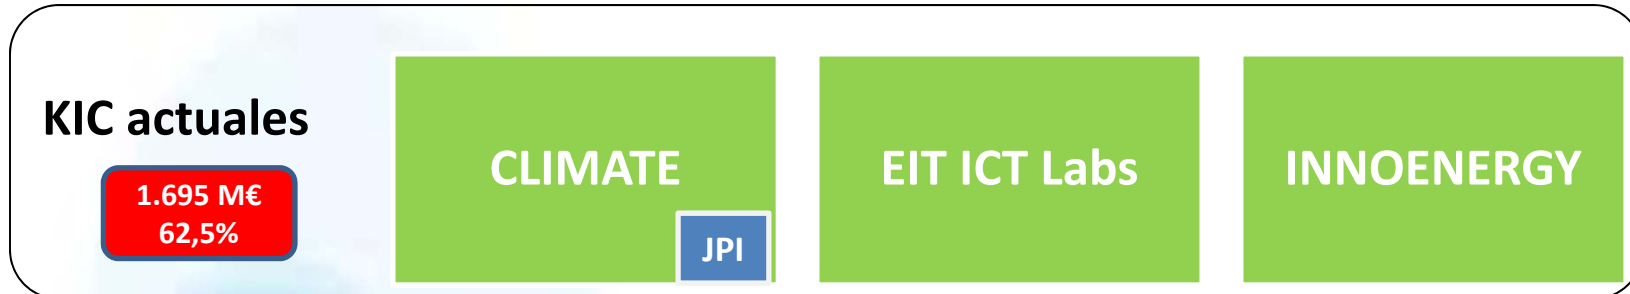 KIC actuales
1.695 M€
62,5%
CLIMATE
JPI
EIT ICT Labs
INNOENERGY